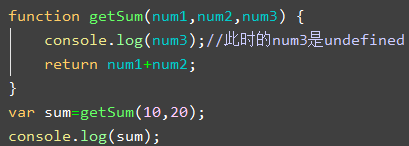 function getSum(num1,num2,num3) {
    console.log(num3);//此时的num3是undefined
    return num1+num2;
}
var sum=getSum(10,20);
console.log(sum);